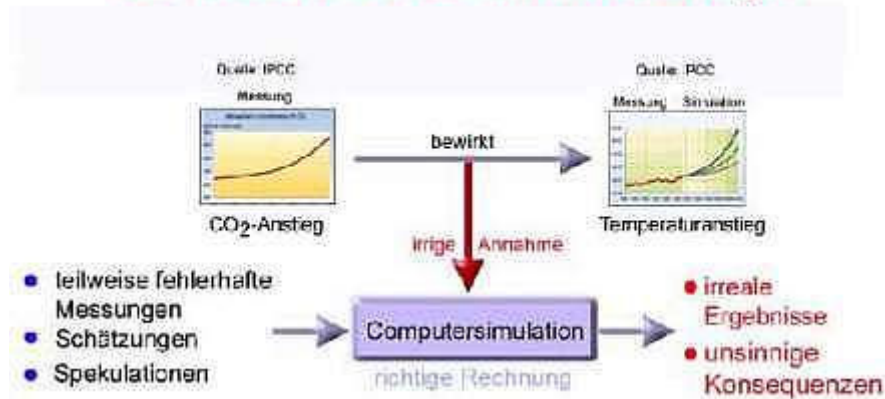 Quelle IPCC
Messung
CO2-Anstieg
bewirkt
Quelle IPCC
Messung Simulation
Temperaturanstieg
irrige Annahme
teilweise fehlerhafte
Messungen
Schätzungen
Spekulationen
Computersimulation
richtige Rechnung
irreale
Ergebnisse
unsinnige
Konsequenzen